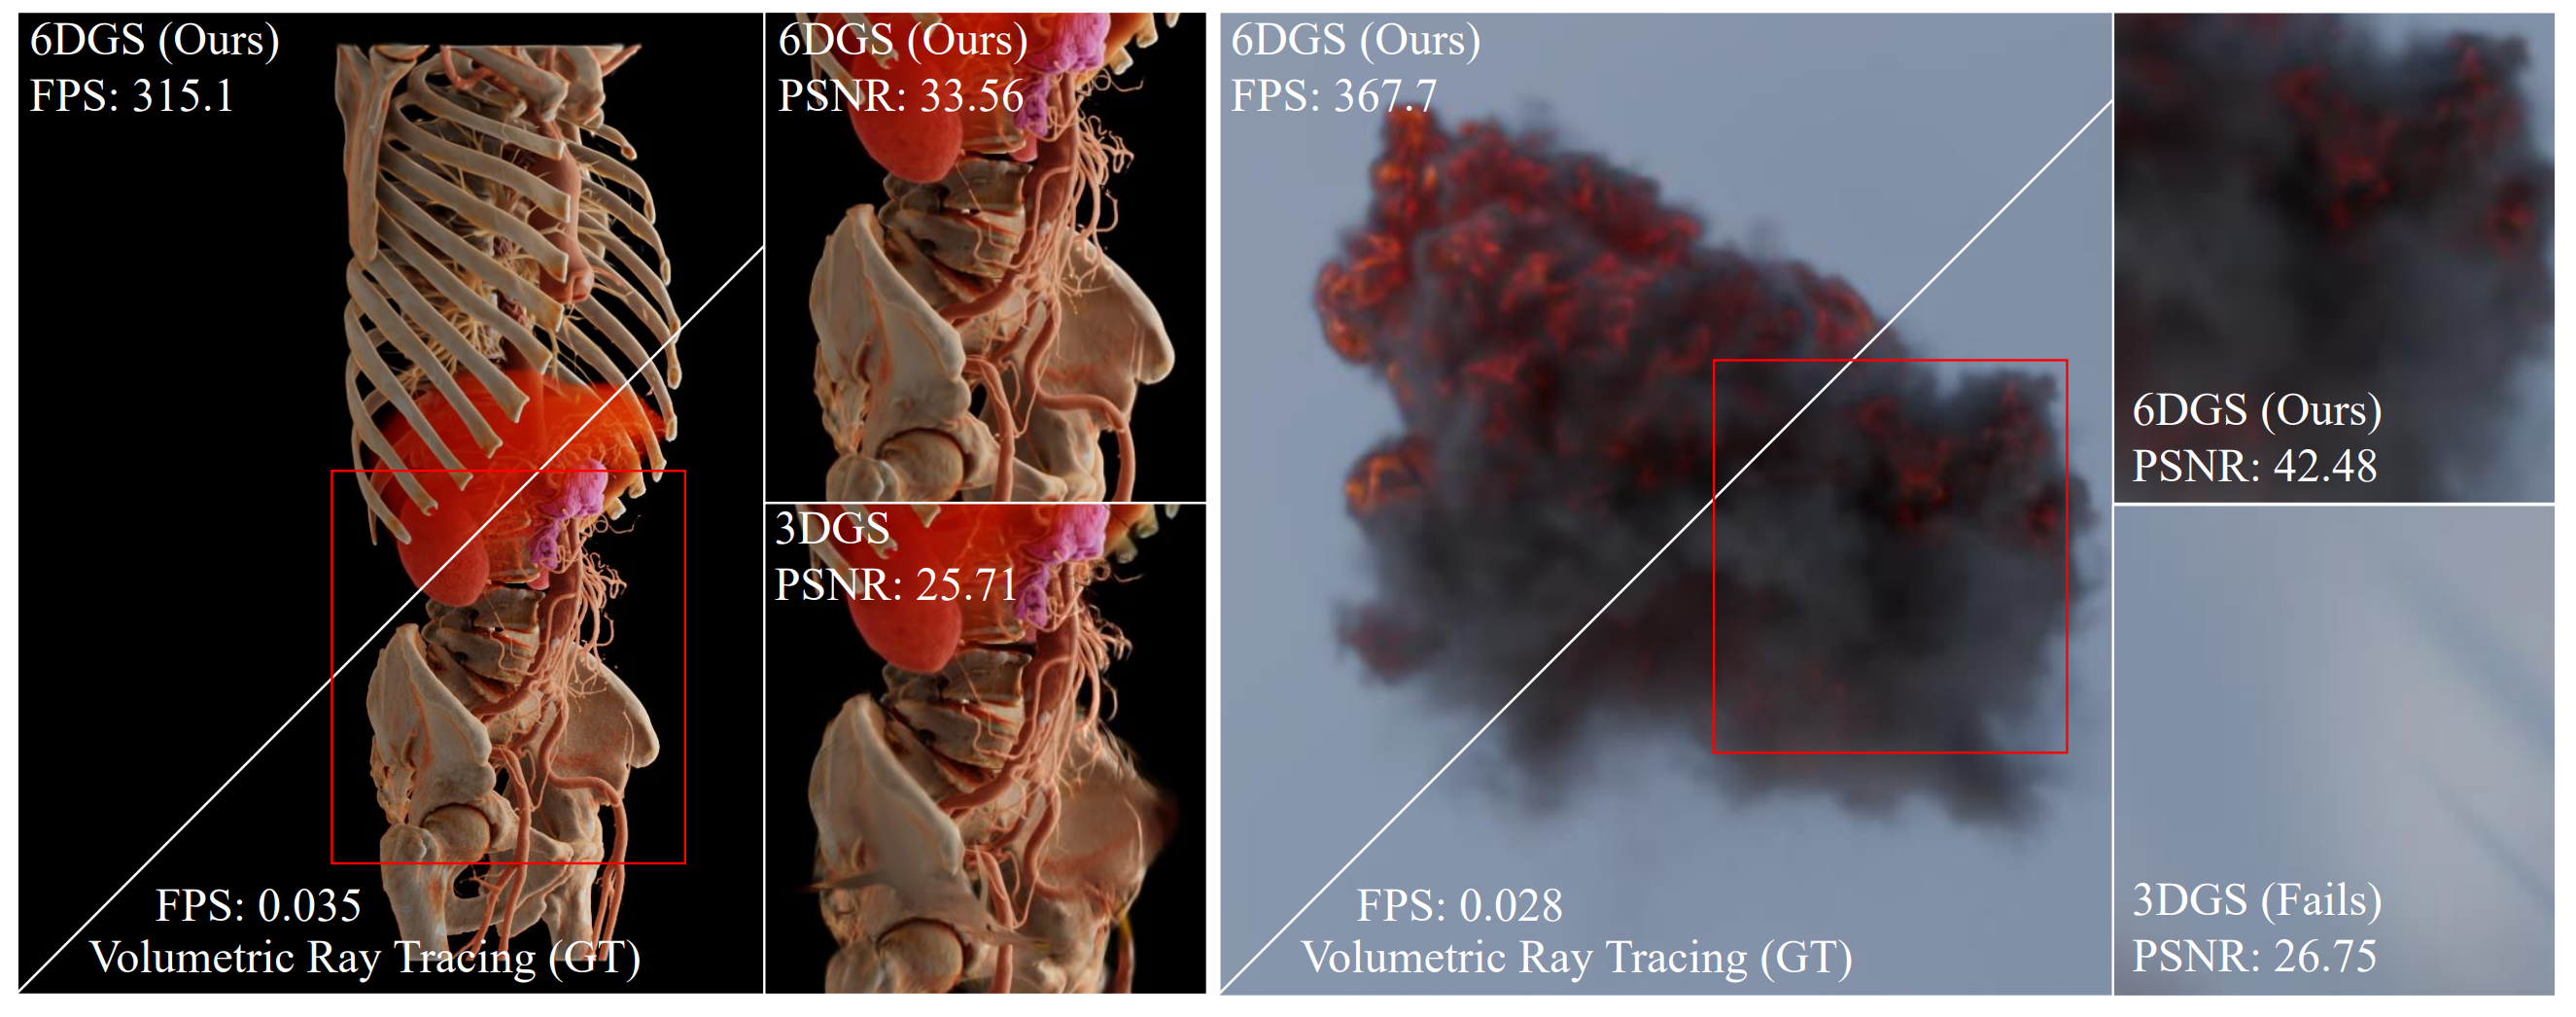 6DGS (Ours)
FPS: 315.1
FPS: 0.035
Volumetric Ray Tracing (GT)
6DGS (Ours)
PSNR: 33.56
3DGS
PSNR: 25.71
6DGS (Ours)
FPS: 367.7
FPS: 0.028
Volumetric Ray Tracing (GT)
6DGS (Ours)
PSNR: 42.48
3DGS (Fails)
PSNR: 26.75